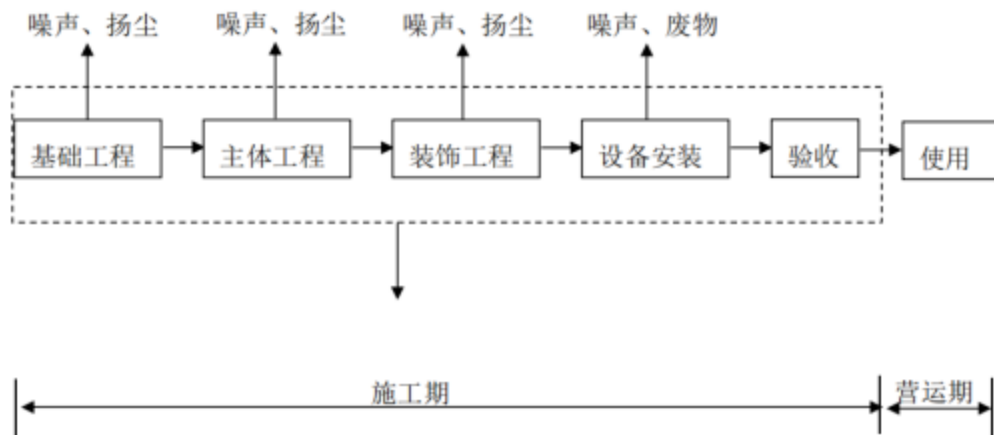 噪声、扬尘
噪声、扬尘
噪声、扬尘
噪声、废物
基础工程
主体工程
装饰工程
设备安装
验收
使用
施工期
营运期